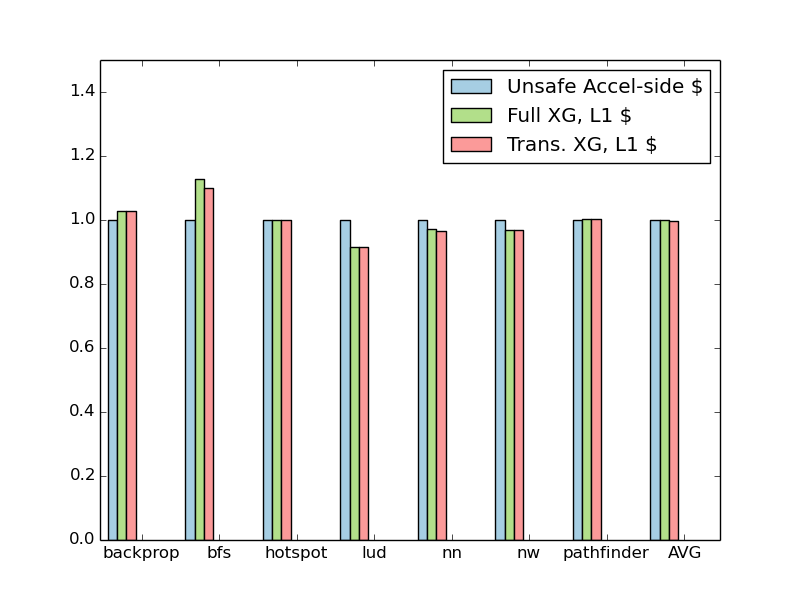 1.4
1.2
1.0
0.8
0.6
0.4
0.2
0.0
Unsafe Accel-side $
Full XG, L1 $
Trans. XG, L1 $
backprop bfs hotspot lud nn nw pathfinder AVG